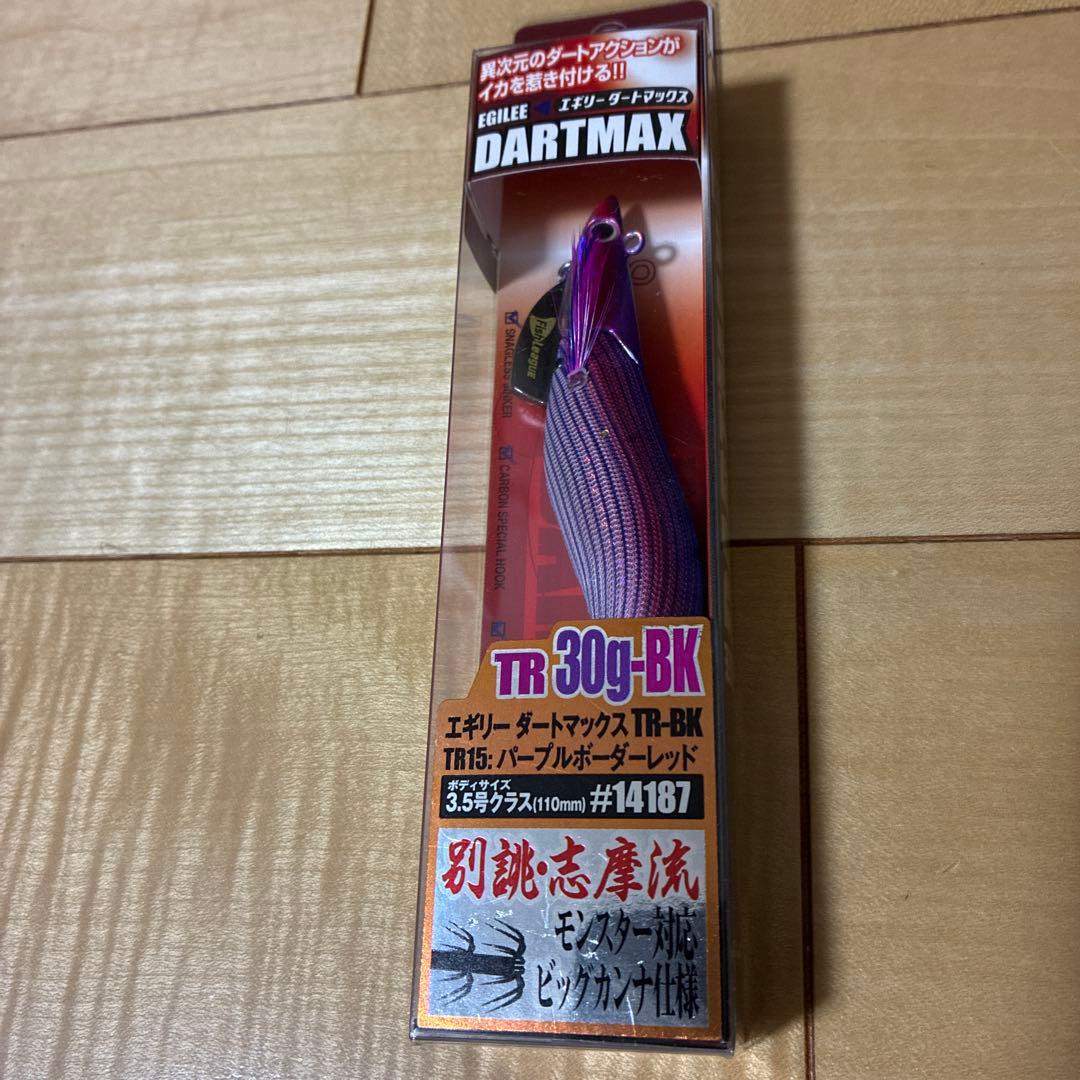 異次元のダートアクションが
イカを惹き付ける!!
EGILEE エギリーダートマックス
DARTMAX
Fish League
SNAGLESS SINKER
CARBON SPECIAL HOOK
TR 30g-BK
エギリー ダートマックス TR-BK
TR15: パープルボーダーレッド
ボディサイズ
3.5号クラス(110mm) #14187
別誂・志摩流
モンスター対応
ビッグカンナ仕様